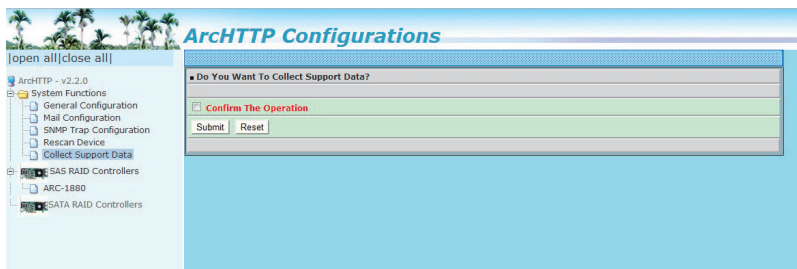 ArcHTTP Configurations
|open all|close all|
ArcHTTP - v2.2.0
System Functions
General Configuration
Mail Configuration
SNMP Trap Configuration
Rescan Device
Collect Support Data
SAS RAID Controllers
ARC-1880
SATA RAID Controllers
Do You Want To Collect Support Data?
Confirm The Operation
Submit Reset